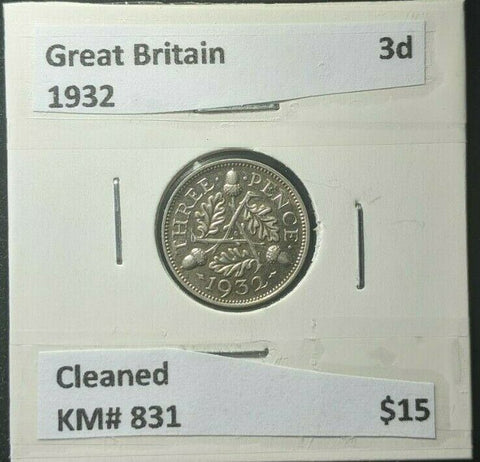 Great Britain 3d
1932
THREE · PENCE ·
1932
Cleaned
KM# 831 $15